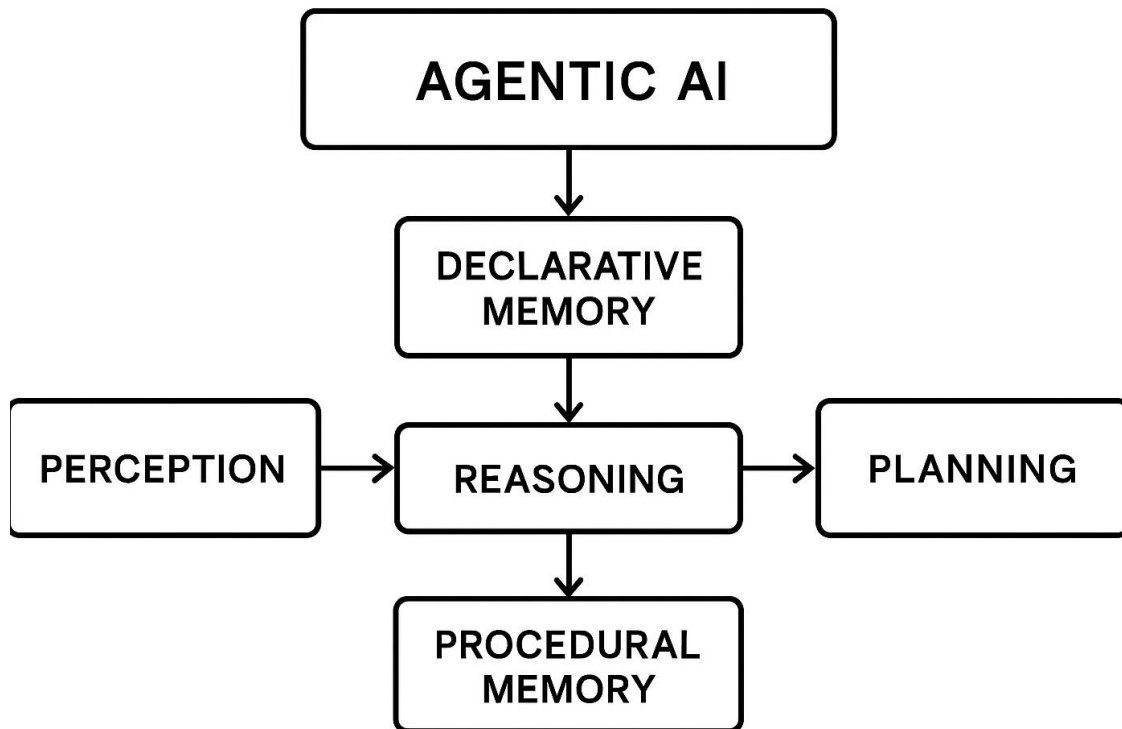 AGENTIC AI
DECLARATIVE
MEMORY
PERCEPTION
REASONING
PLANNING
PROCEDURAL
MEMORY